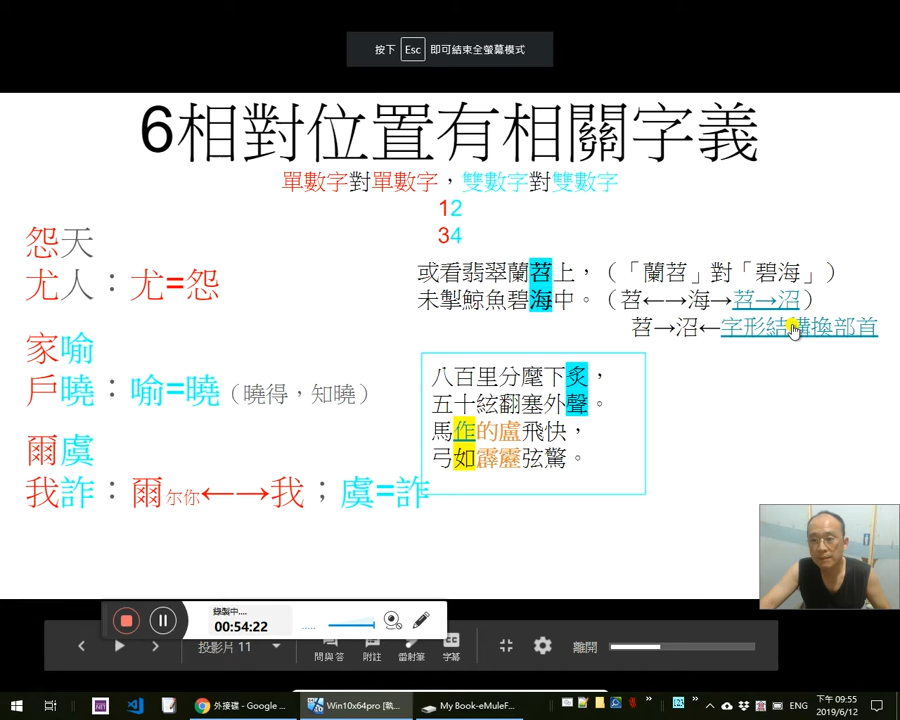 按下 Esc 即可結束全螢幕模式
6相對位置有相關字義
單數字對單數字，雙數字對雙數字
12
34
怨天
尤人：尤=怨
家喻
戶曉：喻=曉（曉得，知曉）
爾虞
我詐：爾尔你←→我；虞=詐
或看翡翠蘭苕上，（「蘭苕」對「碧海」）
未掣鯨魚碧海中。（苕←→海→苕→沼）
苕→沼←字形結構換部首
八百里分麾下炙，
五十絃翻塞外聲。
馬作的盧飛快，
弓如霹靂弦驚。
錄製中....
00:54:22
投影片 11
問與答
附註
雷射筆
字幕
離開
外接碟 - Google ...
Win10x64pro [執...
My Book-eMuleF...
ENG
下午 09:55
2019/6/12